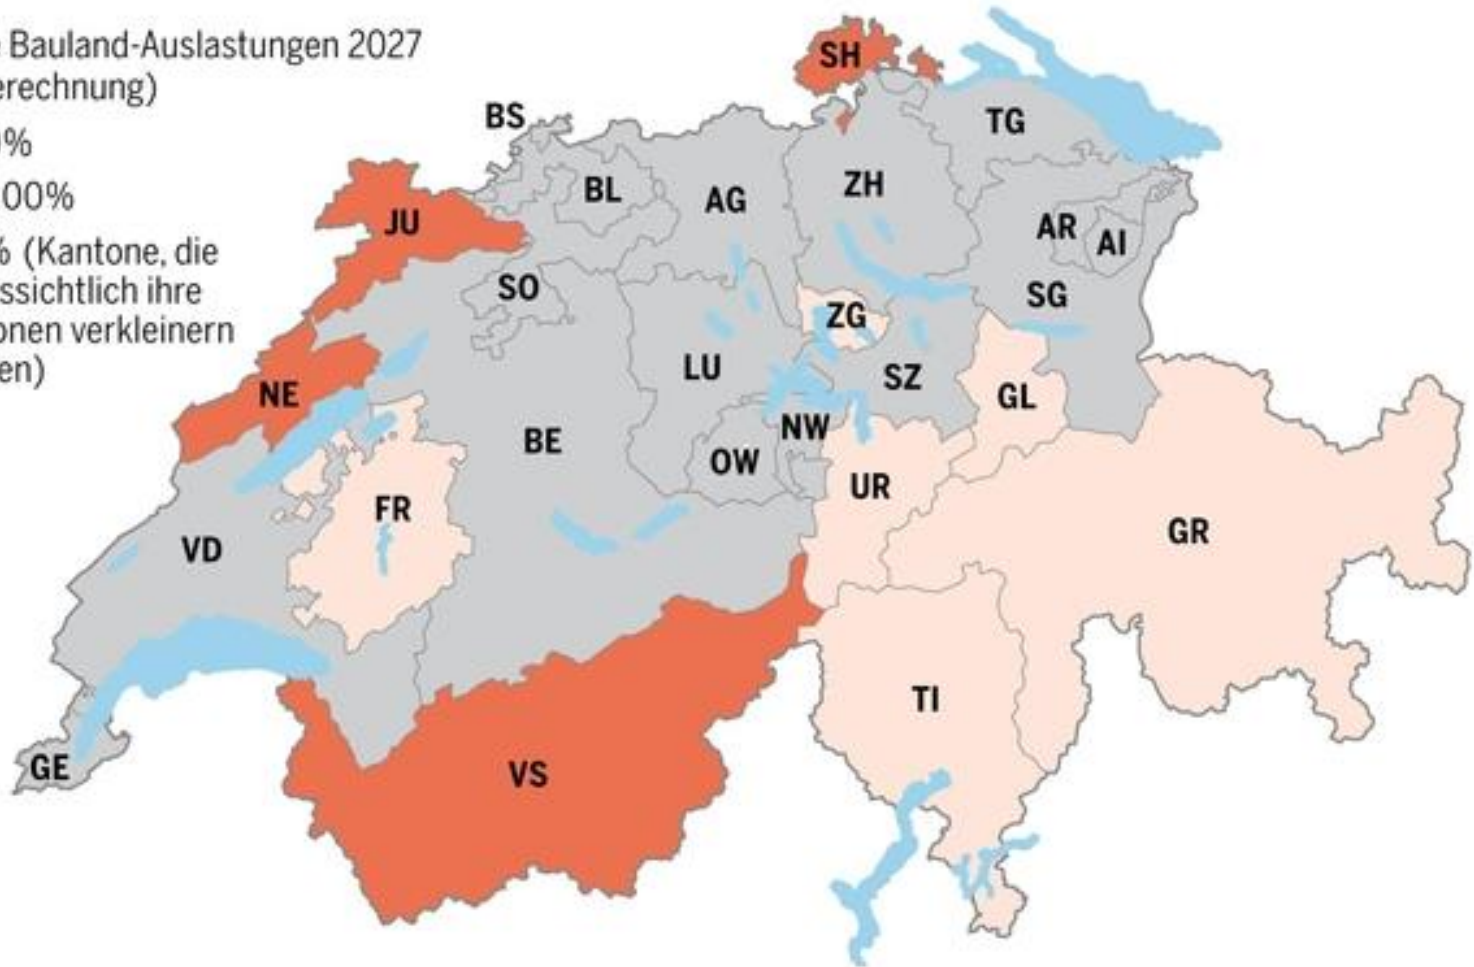 Bauland-Auslastungen 2027
erechnung)
%
00%
% (Kantone, die
ssichtlich ihre
onen verkleinern
en)
SH
BS
TG
BL
AG
ZH
JU
AR
AI
SO
SG
ZG
LU
SZ
NE
GL
NW
BE
OW
UR
FR
GR
VD
TI
GE
VS